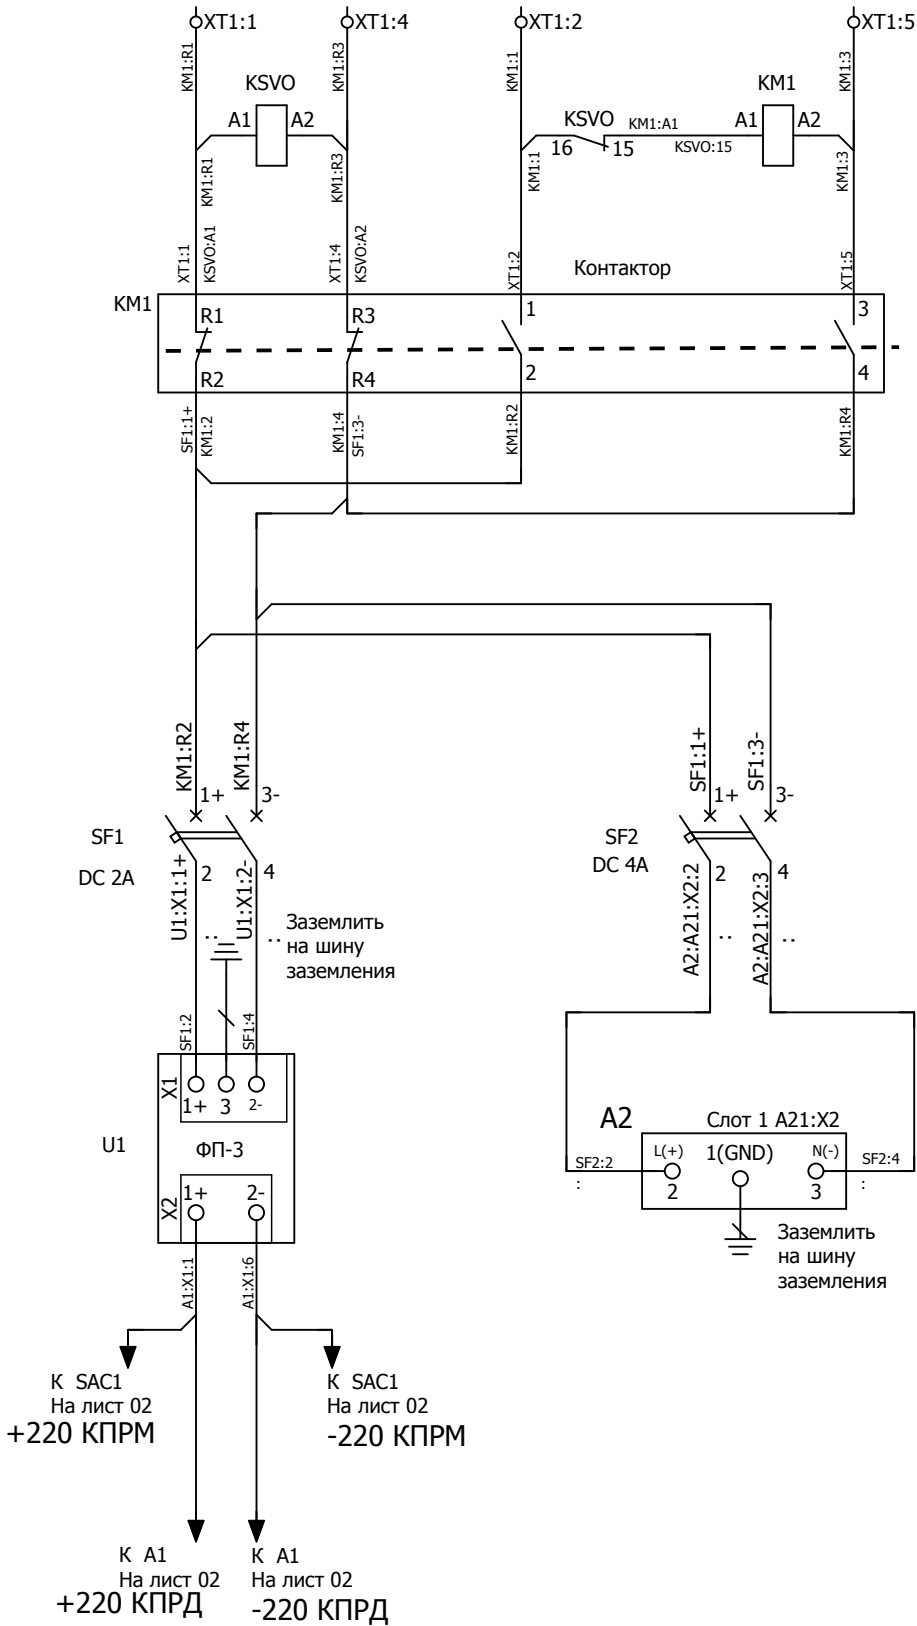 XT1:1
XT1:4
XT1:2
XT1:5
KM1:R1
KM1:R3
KM1:1
KM1:3
KSVO
A1
A2
KSVO
16
15
KM1:A1
KSVO:15
KM1
A1
A2
KM1:R1
KM1:R3
KM1:1
KM1:3
XT1:1
KSVO:A1
XT1:4
KSVO:A2
XT1:2
XT1:5
Контактор
KM1
R1
R3
1
3
R2
R4
2
4
SF1:1+
KM1:2
KM1:4
SF1:3-
KM1:R2
KM1:R4
KM1:R2
KM1:R4
SF1:1+
SF1:3-
1+
3-
1+
3-
SF1
DC 2A
SF2
DC 4A
2
4
2
4
U1:X1:1+
U1:X1:2-
A2:A21:X2:2
A2:A21:X2:3
..
..
..
..
Заземлить
на шину
заземления
SF1:2
SF1:4
X1
1+
3
2-
U1
ФП-3
X2
1+
2-
A2
Слот 1 A21:X2
L(+)
1(GND)
N(-)
SF2:2
:
2
3
SF2:4
:
Заземлить
на шину
заземления
A1:X1:1
A1:X1:6
К SAC1
На лист 02
+220 КПРМ
К SAC1
На лист 02
-220 КПРМ
К А1
На лист 02
+220 КПРД
К А1
На лист 02
-220 КПРД